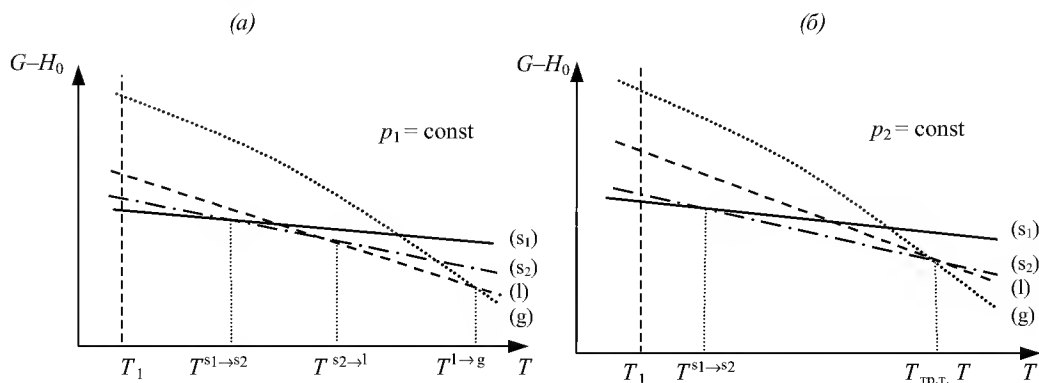 (а)
G–H₀
p₁ = const
(s₁)
(s₂)
(l)
(g)
T₁
Tˢ¹→ˢ²
Tˢ²→ˡ
Tˡ→ᵍ
T
(б)
G–H₀
p₂ = const
(s₁)
(s₂)
(l)
(g)
T₁
Tˢ¹→ˢ²
Tтр.т.
T
T